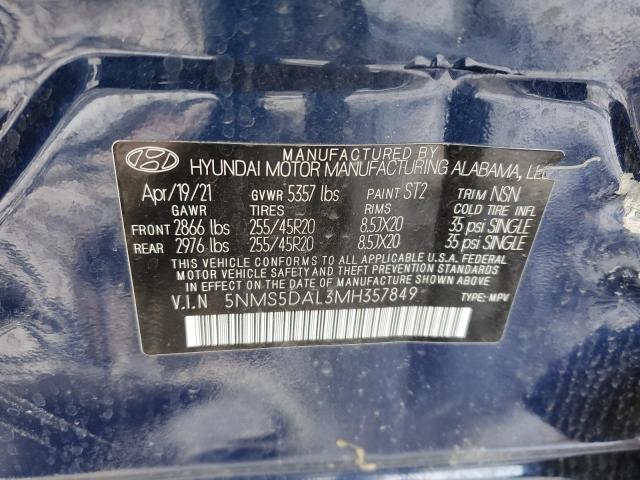 MANUFACTURED BY
HYUNDAI MOTOR MANUFACTURING ALABAMA, LLC
Apr/19/21 GVWR 5357 lbs PAINT ST2 TRIM NSN
GAWR TIRES RIMS COLD TIRE INFL
FRONT 2866 lbs 255/45R20 8.5JX20 35 psi SINGLE
REAR 2976 lbs 255/45R20 8.5JX20 35 psi SINGLE
THIS VEHICLE CONFORMS TO ALL APPLICABLE U.S.A. FEDERAL
MOTOR VEHICLE SAFETY AND THEFT PREVENTION STANDARDS
IN EFFECT ON THE DATE OF MANUFACTURE SHOWN ABOVE.
V.I.N 5NMS5DAL3MH357849 TYPE: MPV